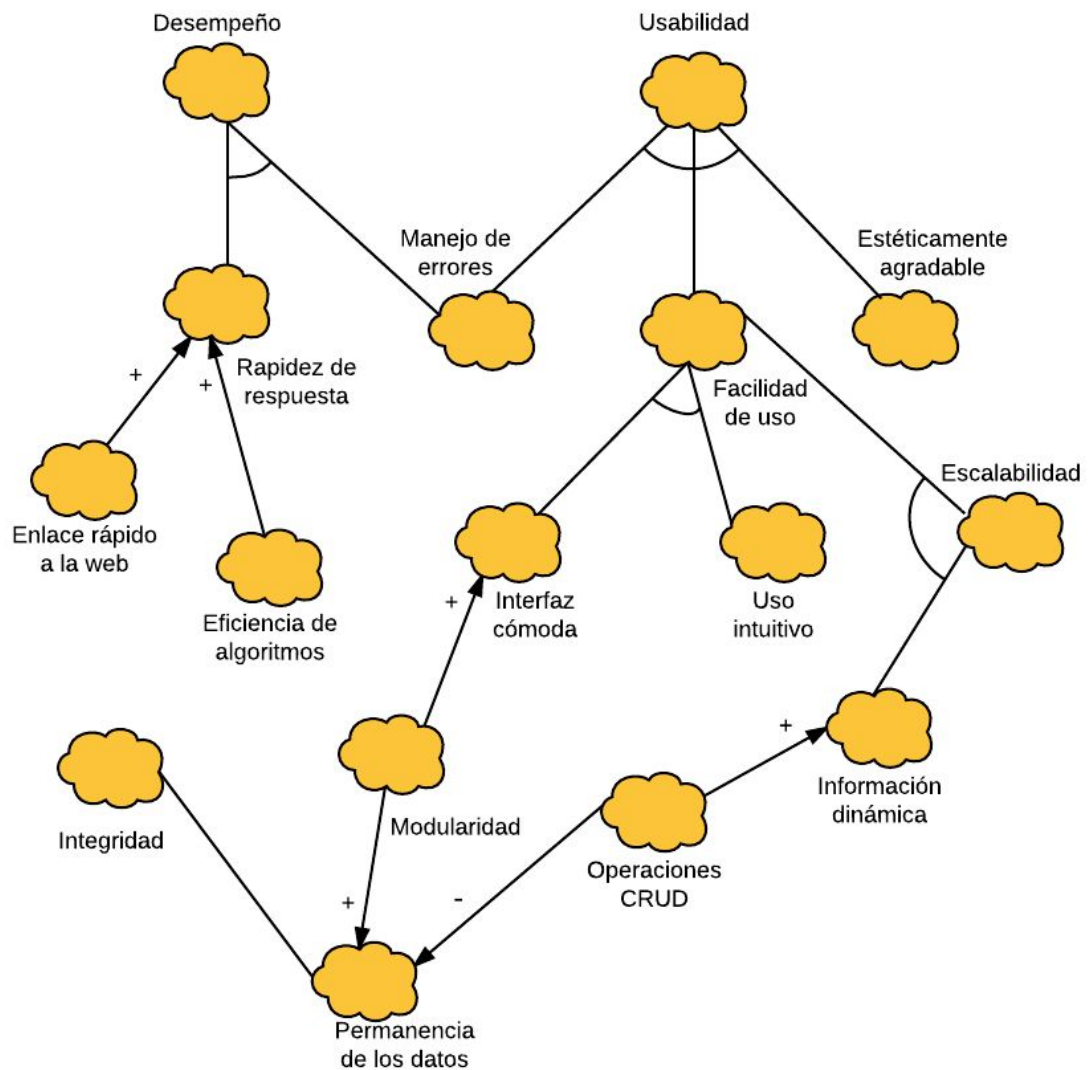 Desempeño
Usabilidad
Manejo de
errores
Estéticamente
agradable
Rapidez de
respuesta
+
+
Facilidad
de uso
Escalabilidad
Enlace rápido
a la web
Eficiencia de
algoritmos
+
Interfaz
cómoda
Uso
intuitivo
+
Información
dinámica
Integridad
Modularidad
Operaciones
CRUD
+
-
Permanencia
de los datos